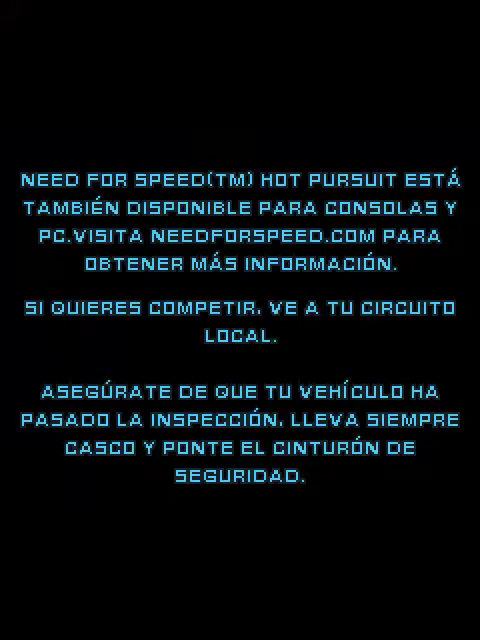 NEED FOR SPEED(TM) HOT PURSUIT ESTÁ
TAMBIÉN DISPONIBLE PARA CONSOLAS Y
PC.VISITA NEEDFORSPEED.COM PARA
OBTENER MÁS INFORMACIÓN.
SI QUIERES COMPETIR, VE A TU CIRCUITO
LOCAL.
ASEGÚRATE DE QUE TU VEHÍCULO HA
PASADO LA INSPECCIÓN, LLEVA SIEMPRE
CASCO Y PONTE EL CINTURÓN DE
SEGURIDAD.